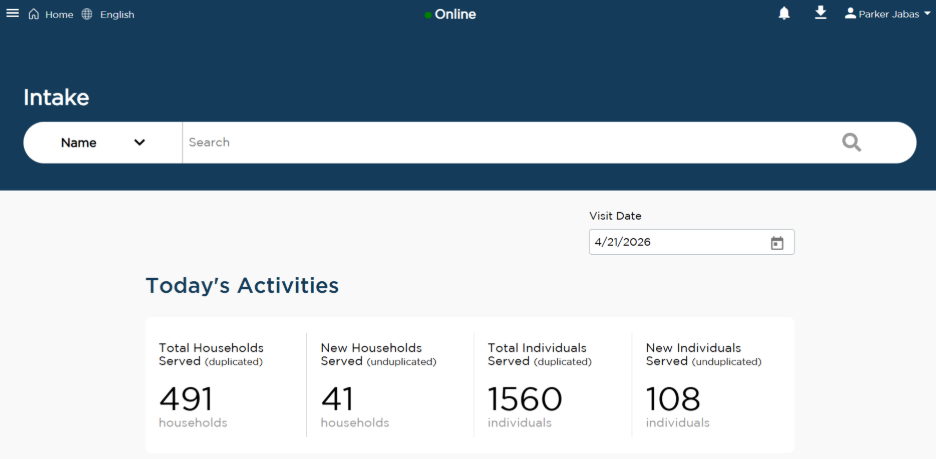 Home English Online Parker Jabas
Intake
Name Search
Visit Date
4/21/2026
Today's Activities
Total Households New Households Total Individuals New Individuals
Served (duplicated) Served (unduplicated) Served (duplicated) Served (unduplicated)
491 41 1560 108
households households individuals individuals